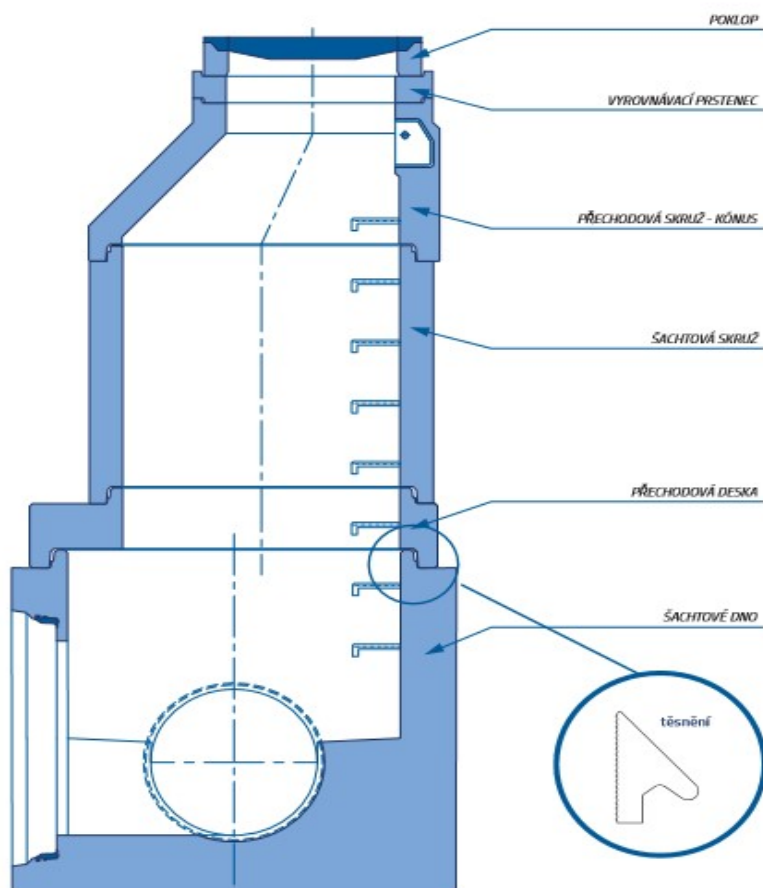 POKLOP
VYROVNÁVACÍ PRSTENEC
PŘECHODOVÁ SKRUŽ - KÓNUS
ŠACHTOVÁ SKRUŽ
PŘECHODOVÁ DESKA
ŠACHTOVÉ DNO
těsnění